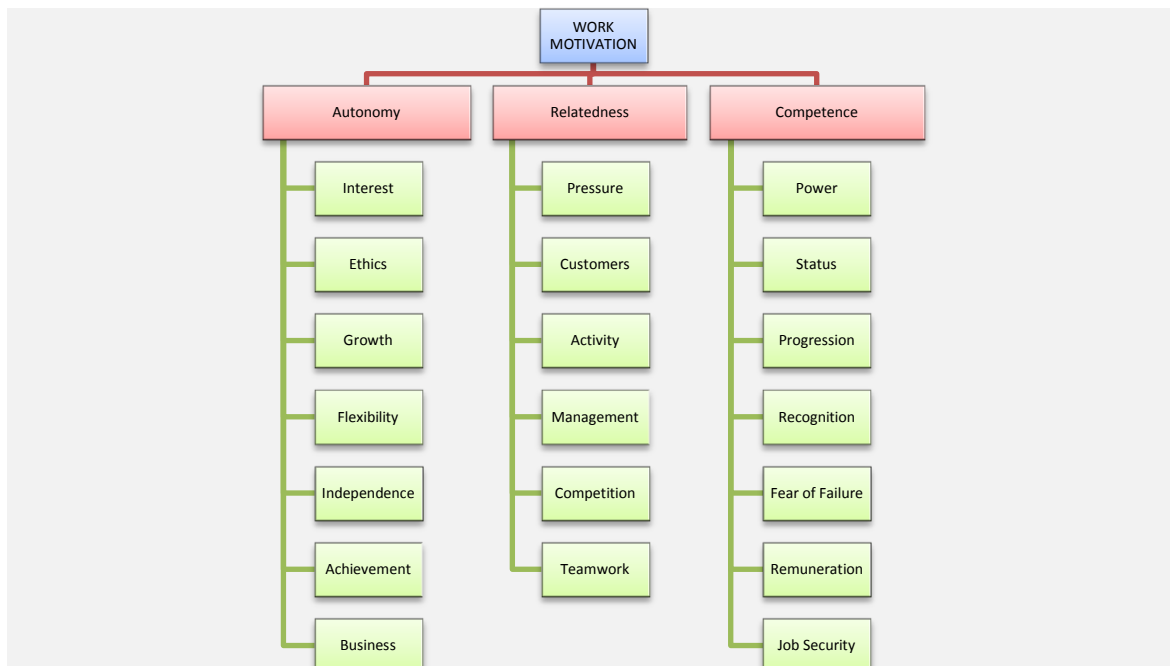 WORK
MOTIVATION
Autonomy
Relatedness
Competence
Interest
Pressure
Power
Ethics
Customers
Status
Growth
Activity
Progression
Flexibility
Management
Recognition
Independence
Competition
Fear of Failure
Achievement
Teamwork
Remuneration
Business
Job Security